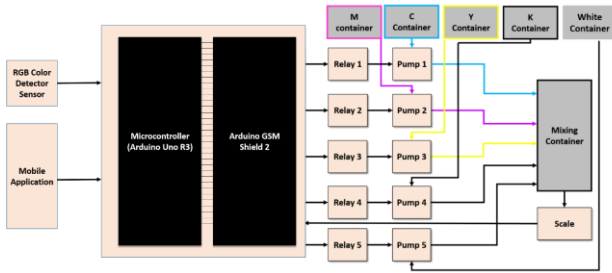 M
container
C
Container
Y
Container
K
Container
White
Container
RGB Color
Detector
Sensor
Mobile
Application
Microcontroller
(Arduino Uno R3)
Arduino GSM
Shield 2
Relay 1
Pump 1
Relay 2
Pump 2
Relay 3
Pump 3
Relay 4
Pump 4
Relay 5
Pump 5
Mixing
Container
Scale